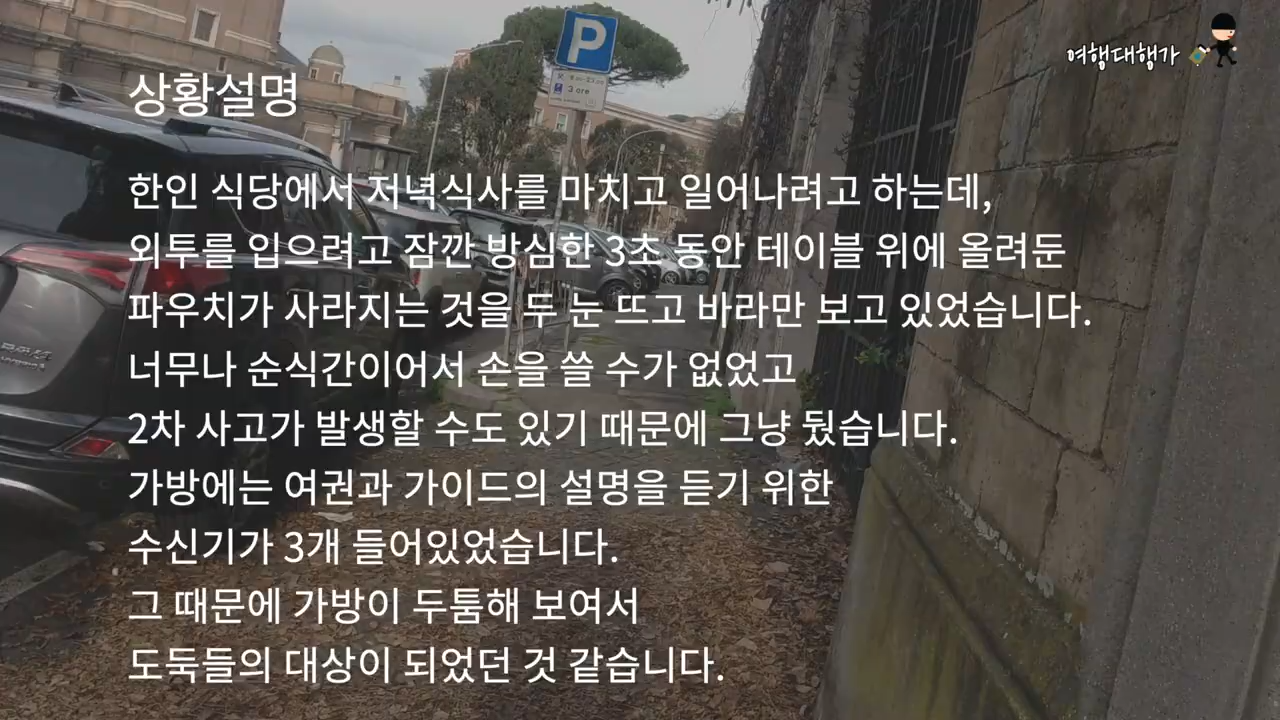 여행대행가
P
3 ore
상황설명
한인 식당에서 저녁식사를 마치고 일어나려고 하는데,
외투를 입으려고 잠깐 방심한 3초 동안 테이블 위에 올려둔
파우치가 사라지는 것을 두 눈 뜨고 바라만 보고 있었습니다.
너무나 순식간이어서 손을 쓸 수가 없었고
2차 사고가 발생할 수도 있기 때문에 그냥 뒀습니다.
가방에는 여권과 가이드의 설명을 듣기 위한
수신기가 3개 들어있었습니다.
그 때문에 가방이 두툼해 보여서
도둑들의 대상이 되었던 것 같습니다.